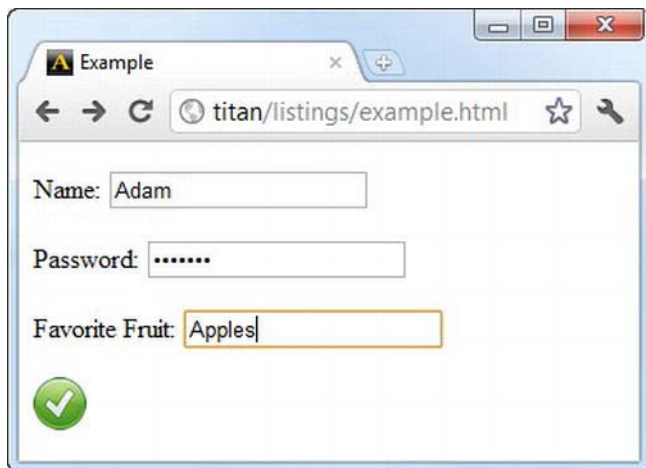 Example
titan/listings/example.html
Name: Adam
Password: •••••••
Favorite Fruit: Apples